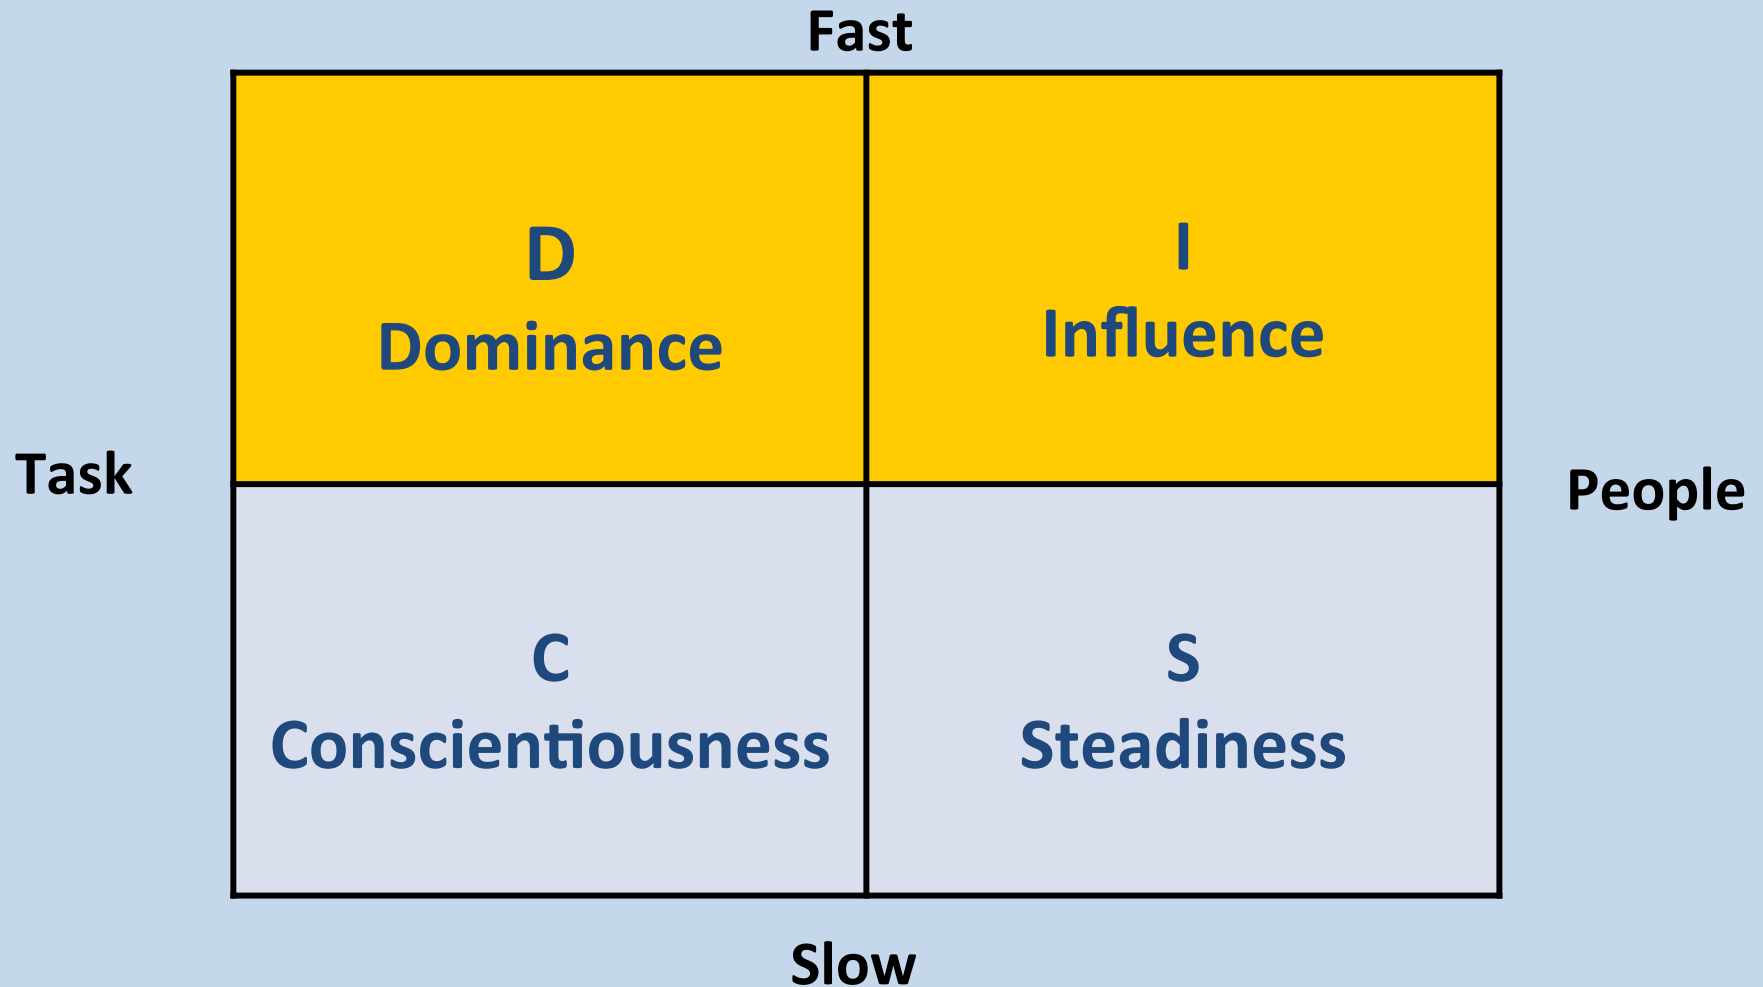 Fast
D
Dominance
I
Influence
Task
People
C
Conscientiousness
S
Steadiness
Slow